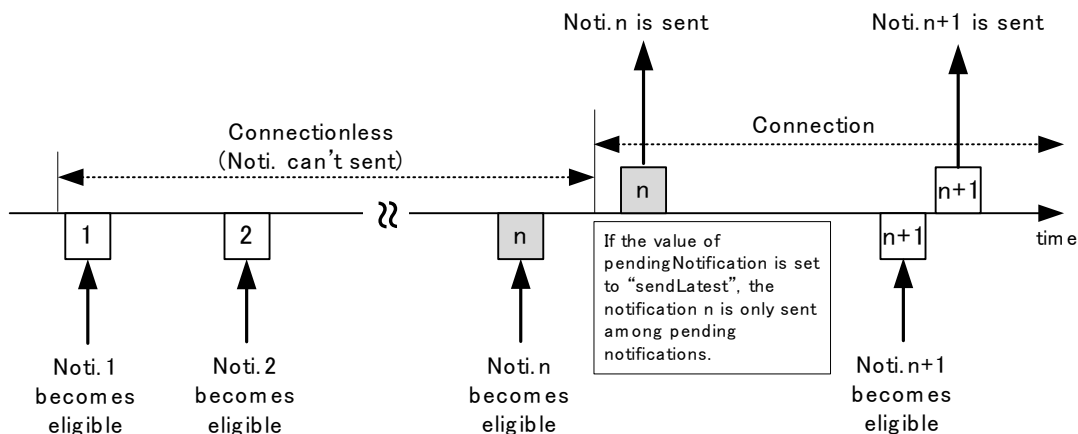 Noti.n is sent
Noti.n+1 is sent
Connectionless
(Noti. can't sent)
Connection
n
n+1
1
2
n
n+1
time
If the value of
pendingNotification is set
to “sendLatest”, the
notification n is only sent
among pending
notifications.
Noti.1
becomes
eligible
Noti.2
becomes
eligible
Noti.n
becomes
eligible
Noti.n+1
becomes
eligible